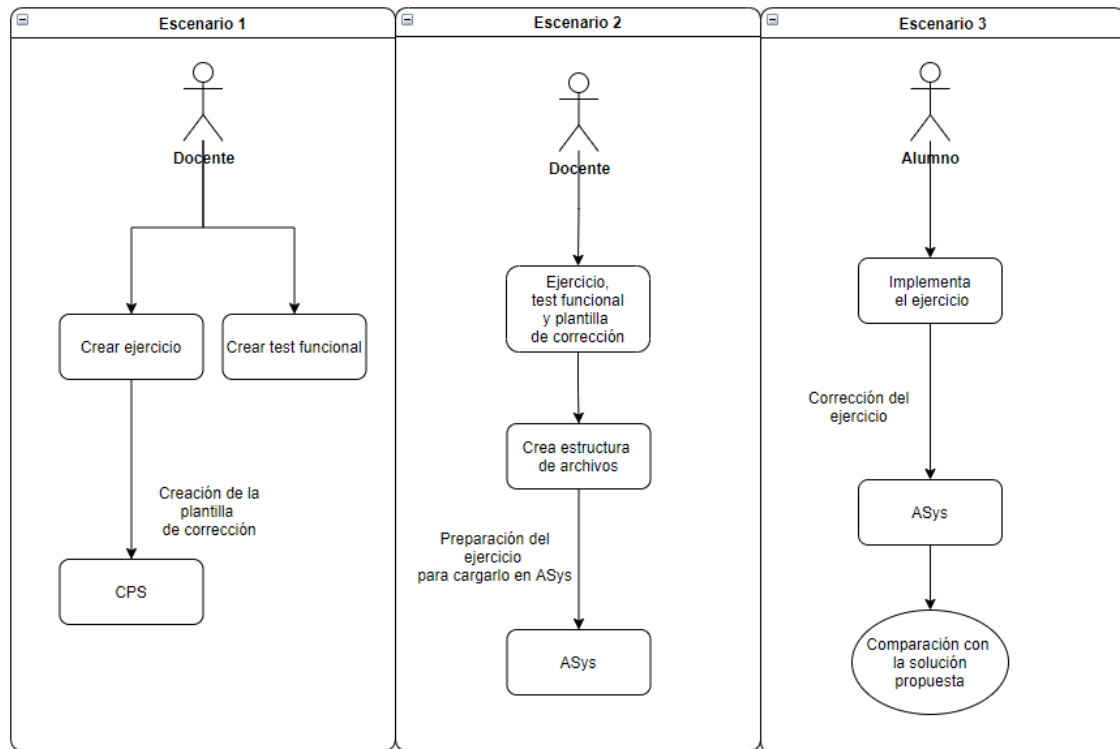 Escenario 1
Docente
Crear ejercicio
Crear test funcional
Creación de la
plantilla
de corrección
CPS
Escenario 2
Docente
Ejercicio,
test funcional
y plantilla
de corrección
Crea estructura
de archivos
Preparación del
ejercicio
para cargarlo en ASys
ASys
Escenario 3
Alumno
Implementa
el ejercicio
Corrección del
ejercicio
ASys
Comparación con
la solución
propuesta